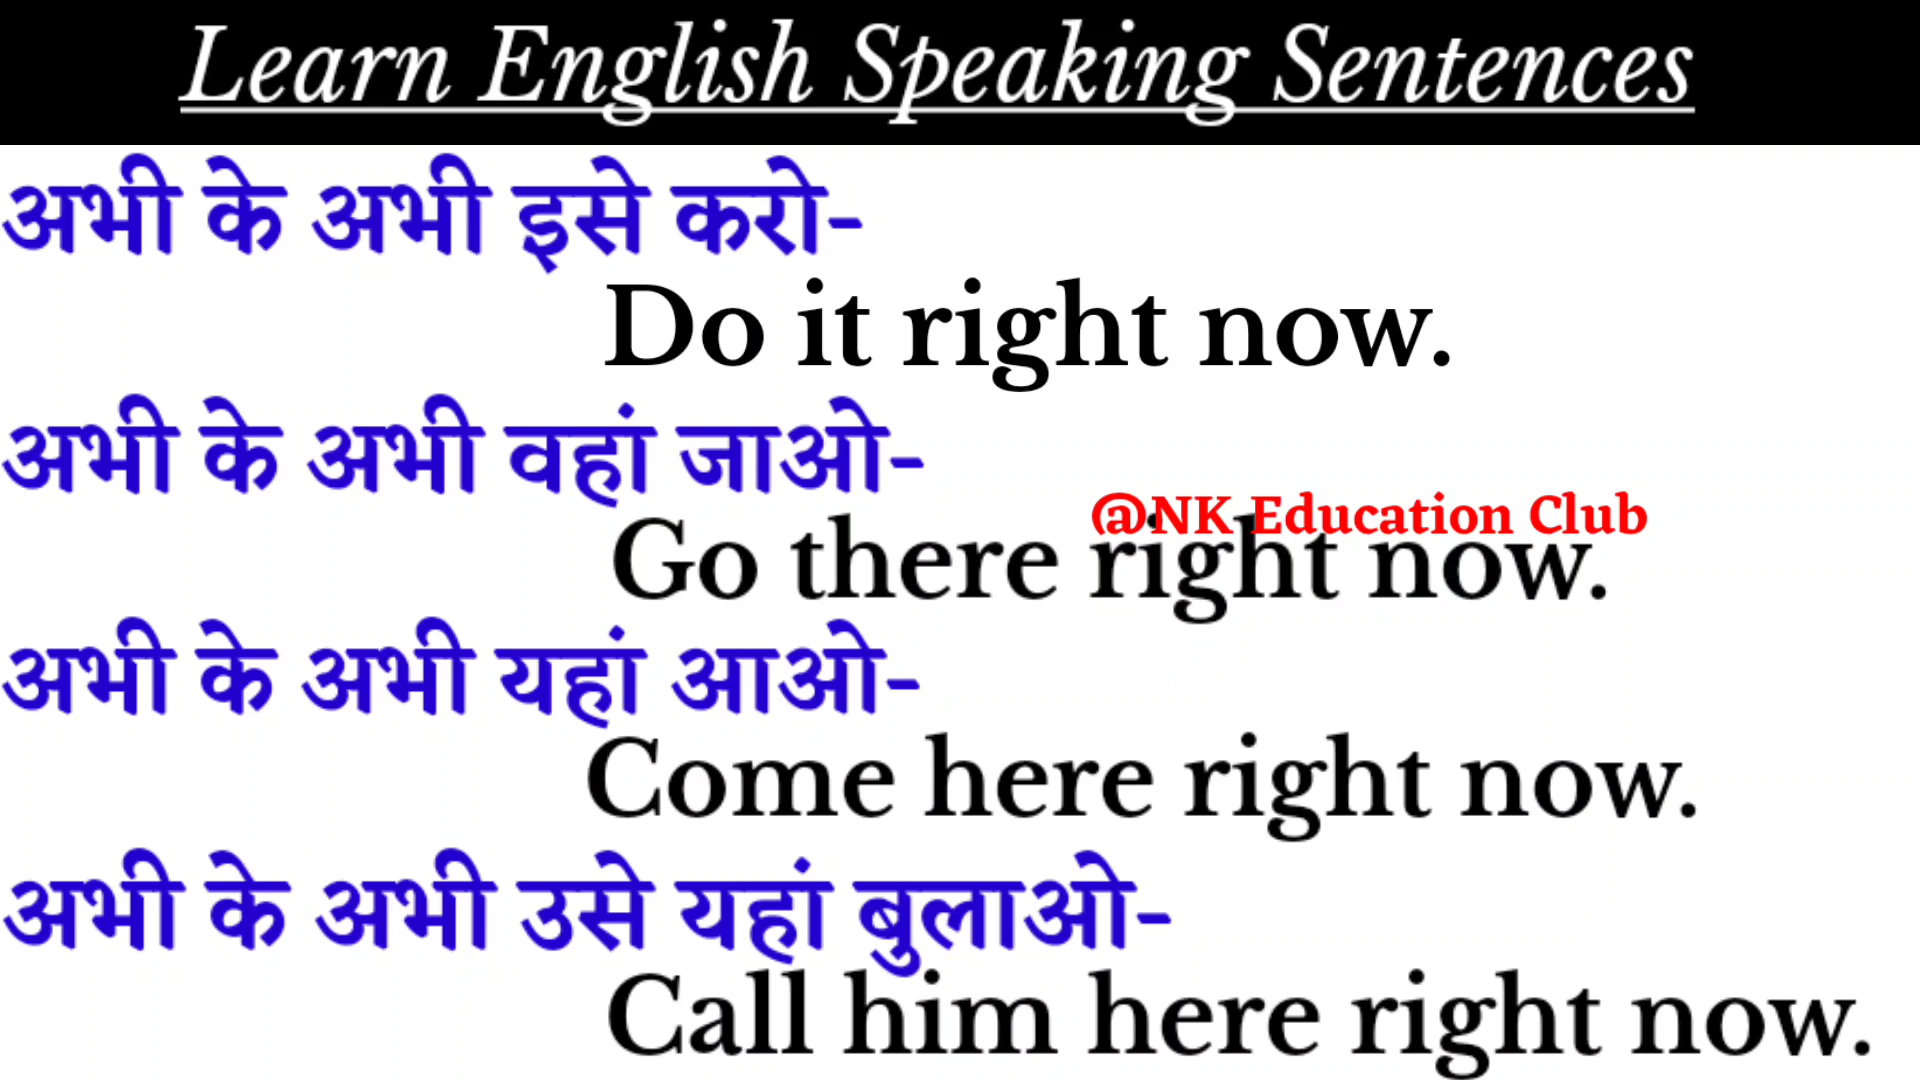 Learn English Speaking Sentences
अभी के अभी इसे करो-
Do it right now.
अभी के अभी वहां जाओ-
@NK Education Club
Go there right now.
अभी के अभी यहां आओ-
Come here right now.
अभी के अभी उसे यहां बुलाओ-
Call him here right now.